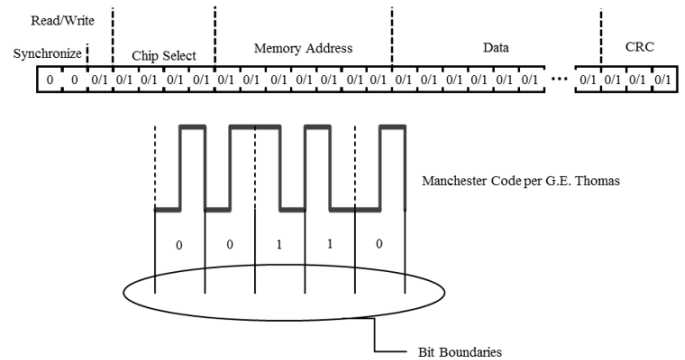 Read/Write
Synchronize Chip Select Memory Address Data CRC
0 0 0/1 0/1 0/1 0/1 0/1 0/1 0/1 0/1 0/1 0/1 0/1 0/1 0/1 0/1 0/1 0/1 0/1 0/1 ... 0/1 0/1 0/1 0/1
Manchester Code per G.E. Thomas
0 0 1 1 0
Bit Boundaries